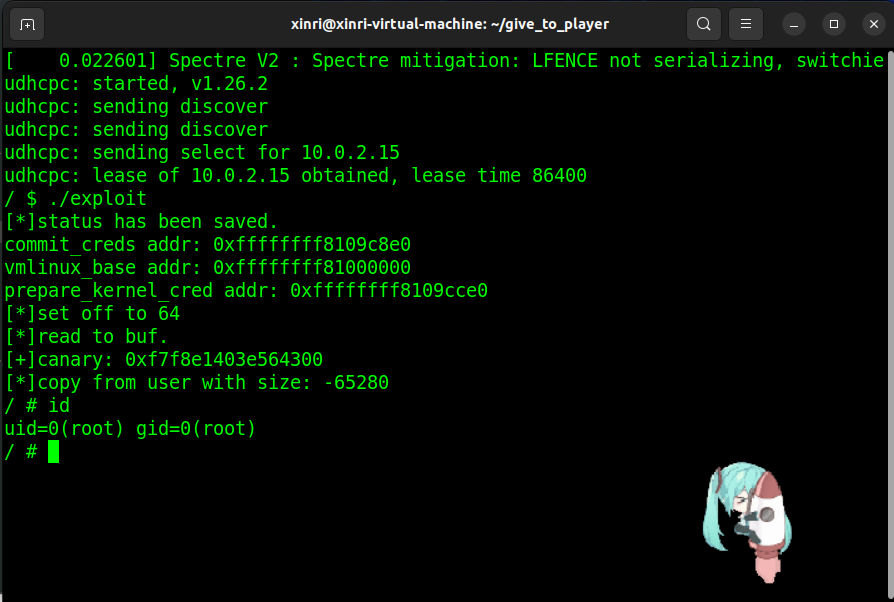 xinri@xinri-virtual-machine: ~/give_to_player
[    0.022601] Spectre V2 : Spectre mitigation: LFENCE not serializing, switchie
udhcpc: started, v1.26.2
udhcpc: sending discover
udhcpc: sending discover
udhcpc: sending select for 10.0.2.15
udhcpc: lease of 10.0.2.15 obtained, lease time 86400
/ $ ./exploit
[*]status has been saved.
commit_creds addr: 0xffffffff8109c8e0
vmlinux_base addr: 0xffffffff81000000
prepare_kernel_cred addr: 0xffffffff8109cce0
[*]set off to 64
[*]read to buf.
[+]canary: 0xf7f8e1403e564300
[*]copy from user with size: -65280
/ # id
uid=0(root) gid=0(root)
/ #